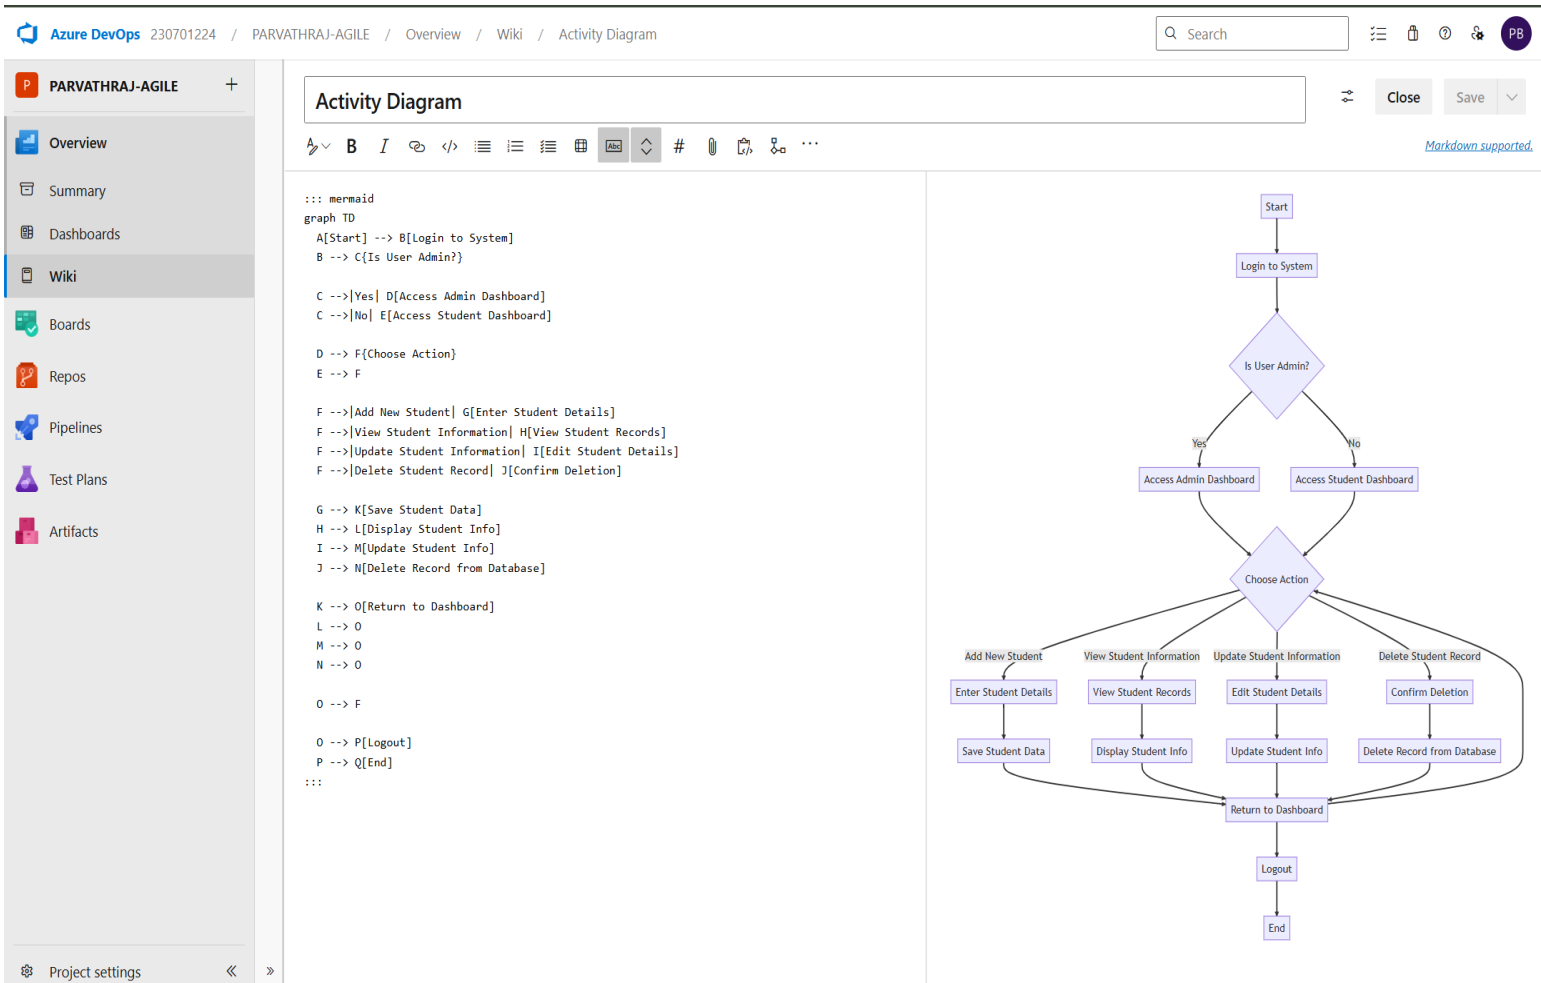 Azure DevOps 230701224 / PARVATHRAJ-AGILE / Overview / Wiki / Activity Diagram
Search
PB
P PARVATHRAJ-AGILE +
Overview
Summary
Dashboards
Wiki
Boards
Repos
Pipelines
Test Plans
Artifacts
Project settings
Activity Diagram
Close
Save
B I </> Abc # ...
Markdown supported.
::: mermaid
graph TD
A[Start] --> B[Login to System]
B --> C{Is User Admin?}
C -->|Yes| D[Access Admin Dashboard]
C -->|No| E[Access Student Dashboard]
D --> F{Choose Action}
E --> F
F -->|Add New Student| G[Enter Student Details]
F -->|View Student Information| H[View Student Records]
F -->|Update Student Information| I[Edit Student Details]
F -->|Delete Student Record| J[Confirm Deletion]
G --> K[Save Student Data]
H --> L[Display Student Info]
I --> M[Update Student Info]
J --> N[Delete Record from Database]
K --> O[Return to Dashboard]
L --> O
M --> O
N --> O
O --> F
O --> P[Logout]
P --> Q[End]
:::
Start
Login to System
Is User Admin?
Yes No
Access Admin Dashboard Access Student Dashboard
Choose Action
Add New Student View Student Information Update Student Information Delete Student Record
Enter Student Details View Student Records Edit Student Details Confirm Deletion
Save Student Data Display Student Info Update Student Info Delete Record from Database
Return to Dashboard
Logout
End